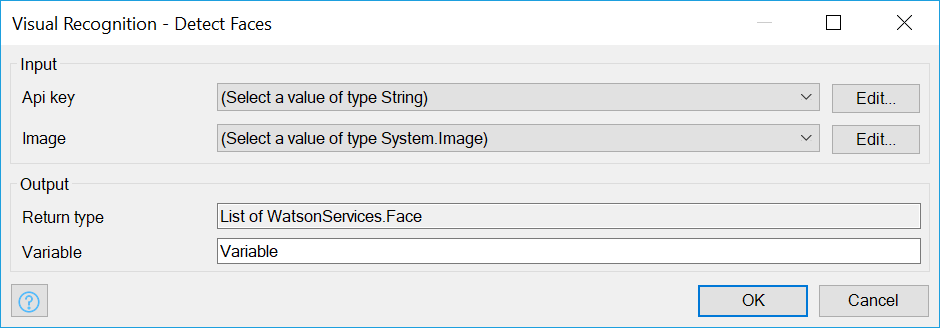 Visual Recognition - Detect Faces
Input
Api key (Select a value of type String) Edit...
Image (Select a value of type System.Image) Edit...
Output
Return type List of WatsonServices.Face
Variable Variable
? OK Cancel